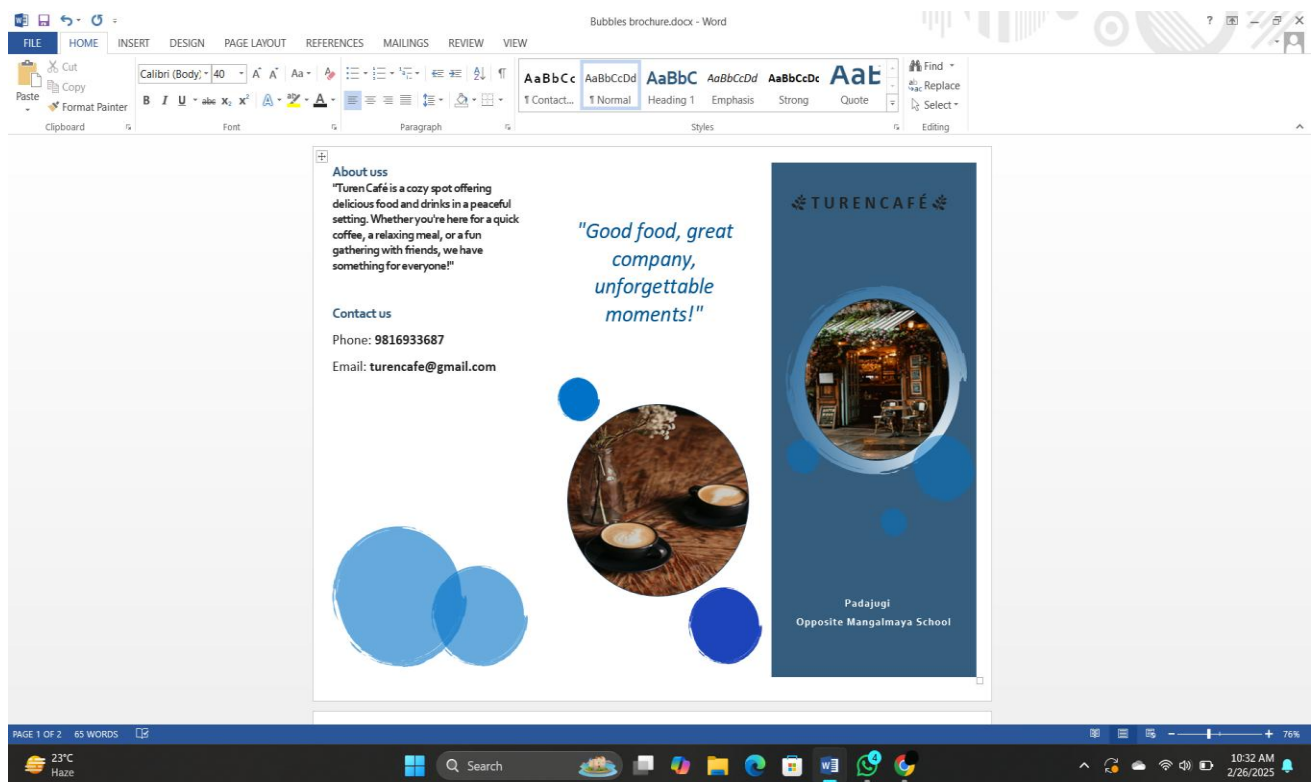 Bubbles brochure.docx - Word
FILE HOME INSERT DESIGN PAGE LAYOUT REFERENCES MAILINGS REVIEW VIEW
Paste
Cut
Copy
Format Painter
Clipboard
Calibri (Body) 40
B I U abc X₂ X²
Font
Paragraph
AaBbCc AaBbCcDd AaBbC AaBbCcDd AaBbCcDc AaE
¶ Contact... ¶ Normal Heading 1 Emphasis Strong Quote
Styles
Find
Replace
Select
Editing
About uss
"Turen Café is a cozy spot offering
delicious food and drinks in a peaceful
setting. Whether you're here for a quick
coffee, a relaxing meal, or a fun
gathering with friends, we have
something for everyone!"
Contact us
Phone: 9816933687
Email: turencafe@gmail.com
"Good food, great
company,
unforgettable
moments!"
TURENCAFÉ
Padajugi
Opposite Mangalmaya School
PAGE 1 OF 2 65 WORDS
76%
23°C
Haze
Search
4
10:32 AM
2/26/2025